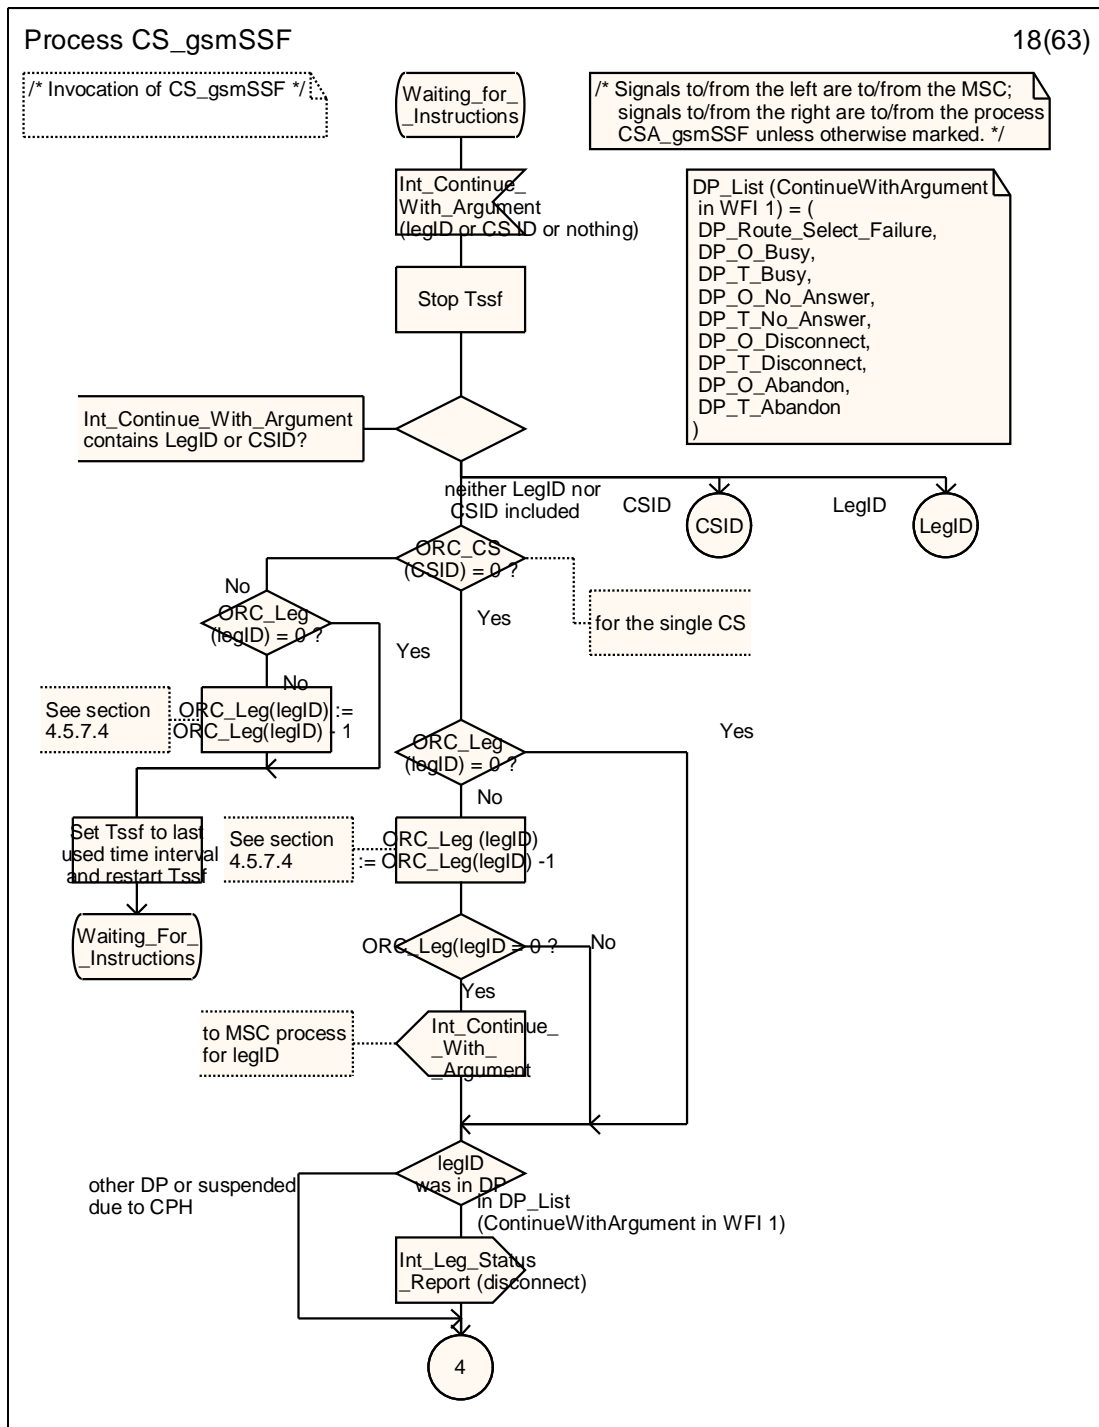 Process CS_gsmSSF
18(63)
/* Invocation of CS_gsmSSF */
Waiting_for_
_Instructions
/* Signals to/from the left are to/from the MSC;
signals to/from the right are to/from the process
CSA_gsmSSF unless otherwise marked. */
Int_Continue_
With_Argument
(legID or CS ID or nothing)
DP_List (ContinueWithArgument
in WFI 1) = (
DP_Route_Select_Failure,
DP_O_Busy,
DP_T_Busy,
DP_O_No_Answer,
DP_T_No_Answer,
DP_O_Disconnect,
DP_T_Disconnect,
DP_O_Abandon,
DP_T_Abandon
)
Stop Tssf
Int_Continue_With_Argument
contains LegID or CSID?
neither LegID nor
CSID included
CSID
CSID
LegID
LegID
ORC_CS
(CSID) = 0 ?
No
Yes
for the single CS
ORC_Leg
(legID) = 0 ?
Yes
No
See section
4.5.7.4
ORC_Leg(legID) :=
ORC_Leg(legID) - 1
ORC_Leg
(legID) = 0 ?
Yes
No
Set Tssf to last
used time interval
and restart Tssf
See section
4.5.7.4
ORC_Leg (legID)
:= ORC_Leg(legID) -1
Waiting_For_
_Instructions
ORC_Leg(legID = 0 ?
No
Yes
to MSC process
for legID
Int_Continue_
_With_
_Argument
legID
was in DP
other DP or suspended
due to CPH
in DP_List
(ContinueWithArgument in WFI 1)
Int_Leg_Status
_Report (disconnect)
4